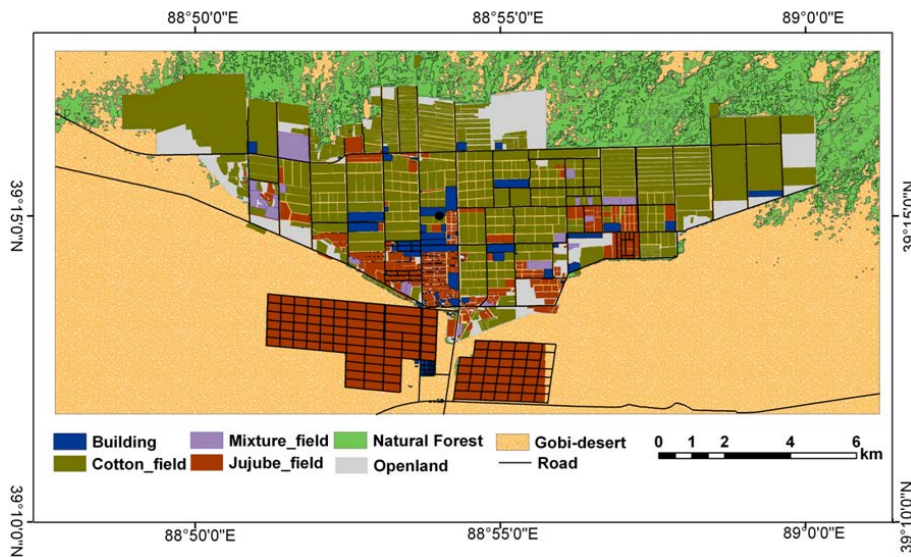 88°50'0"E 88°55'0"E 89°0'0"E
39°15'0"N
39°15'0"N
Building Mixture_field Natural Forest Gobi-desert 0 1 2 4 6
km
Cotton_field Jujube_field Openland Road
39°10'0"N
39°10'0"N
88°50'0"E 88°55'0"E 89°0'0"E